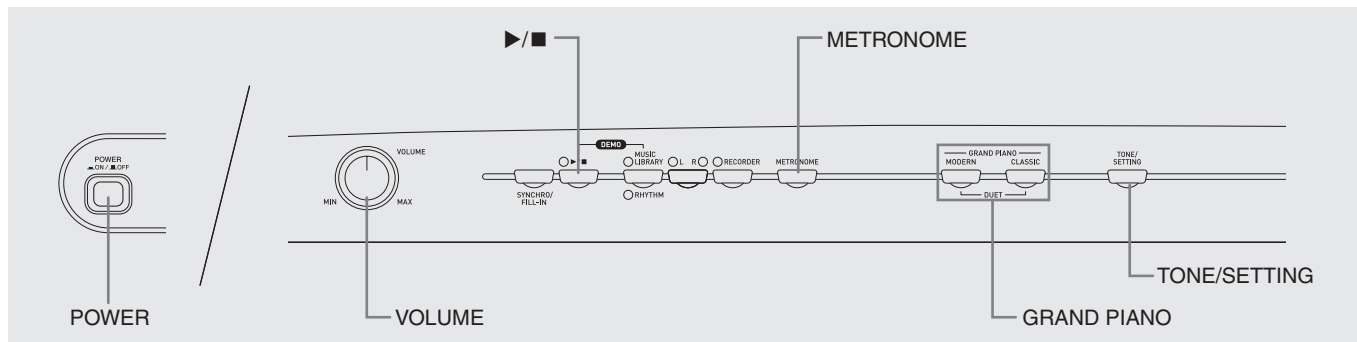 ▶/■
METRONOME
POWER
ON / OFF
VOLUME
MIN
MAX
DEMO
▶ ■
MUSIC
LIBRARY
L R
RECORDER
METRONOME
SYNCHRO/
FILL-IN
RHYTHM
GRAND PIANO
MODERN
CLASSIC
DUET
TONE/
SETTING
POWER
VOLUME
GRAND PIANO
TONE/SETTING